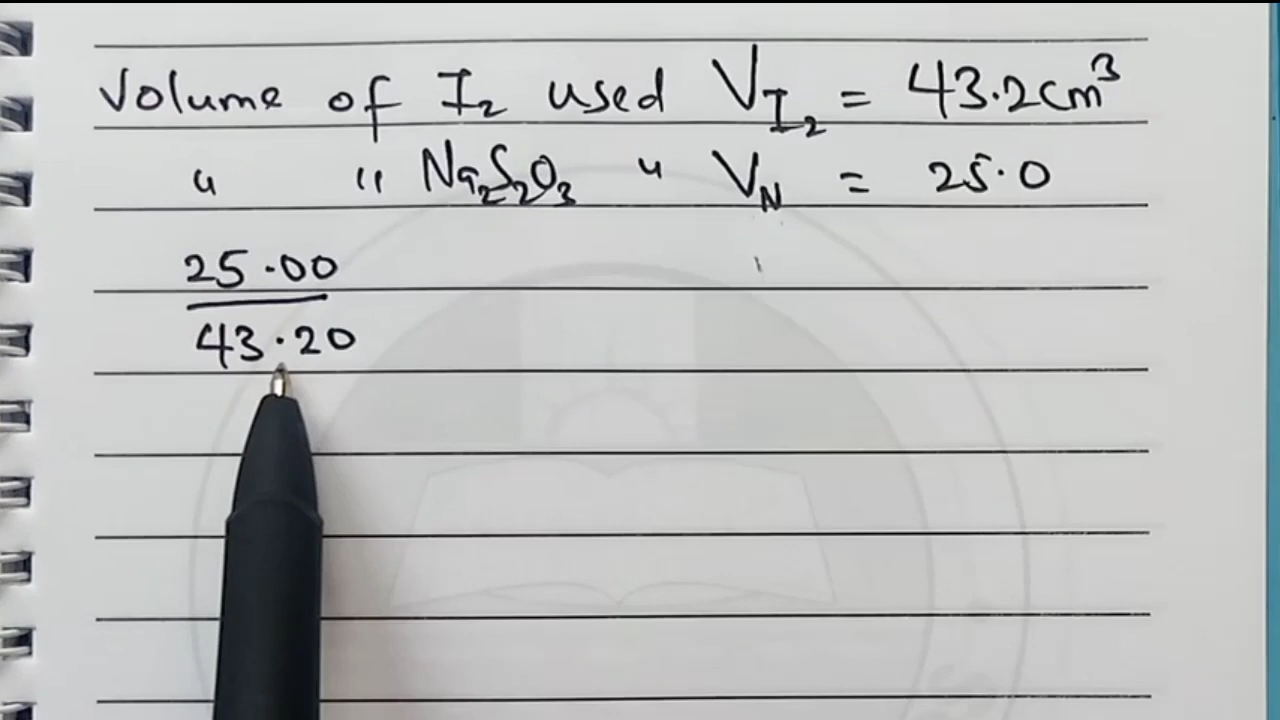 Volume of I₂ used V_I₂ = 43.2cm³
" " Na₂S₂O₃ " V_N = 25.0
25.00
43.20